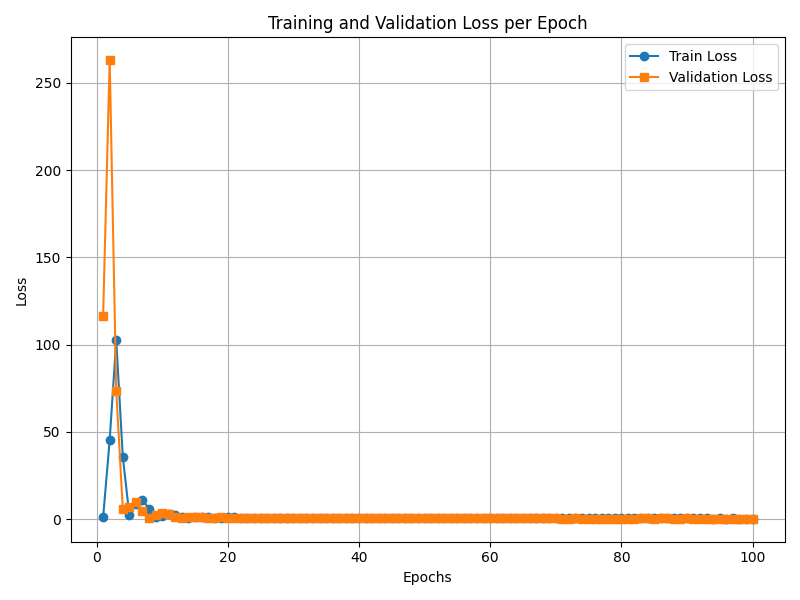 Training and Validation Loss per Epoch
Train Loss
Validation Loss
250
200
150
100
50
0
Loss
0 20 40 60 80 100
Epochs